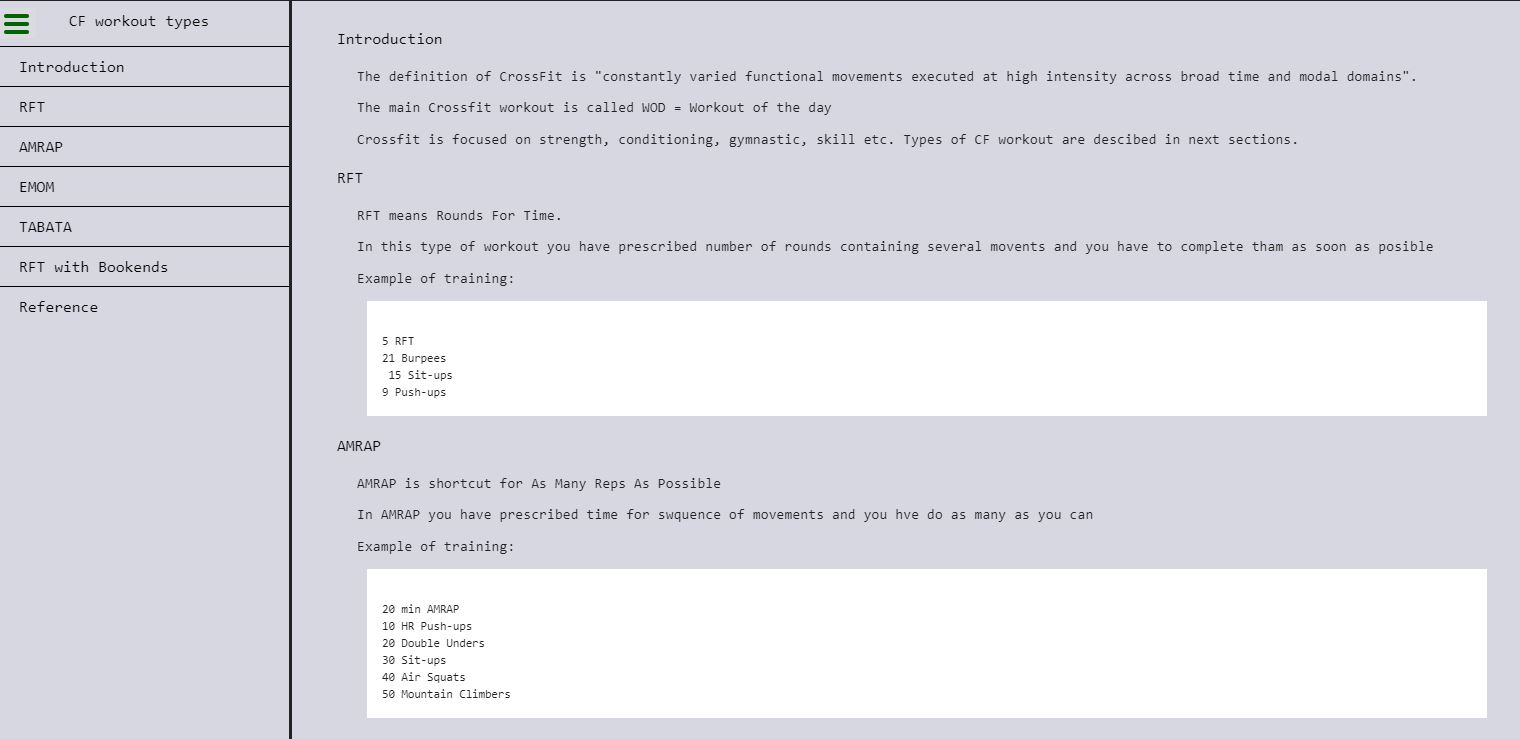 CF workout types
Introduction
RFT
AMRAP
EMOM
TABATA
RFT with Bookends
Reference
Introduction
The definition of CrossFit is "constantly varied functional movements executed at high intensity across broad time and modal domains".
The main Crossfit workout is called WOD = Workout of the day
Crossfit is focused on strength, conditioning, gymnastic, skill etc. Types of CF workout are descibed in next sections.
RFT
RFT means Rounds For Time.
In this type of workout you have prescribed number of rounds containing several movents and you have to complete tham as soon as posible
Example of training:
5 RFT
21 Burpees
15 Sit-ups
9 Push-ups
AMRAP
AMRAP is shortcut for As Many Reps As Possible
In AMRAP you have prescribed time for swquence of movements and you hve do as many as you can
Example of training:
20 min AMRAP
10 HR Push-ups
20 Double Unders
30 Sit-ups
40 Air Squats
50 Mountain Climbers